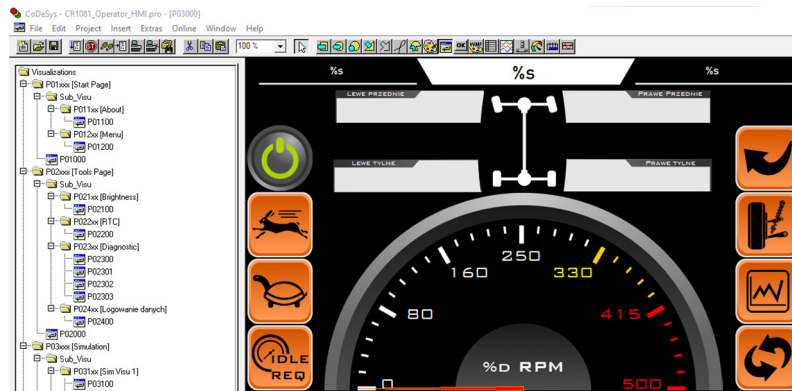 CoDeSys - CR1081_Operator_HMI.pro - [P03000]
File Edit Project Insert Extras Online Window Help
100 %
OK
Visualizations
P01xxx [Start Page]
Sub_Visu
P011xx [About]
P01100
P012xx [Menu]
P01200
P01000
P02xxx [Tools Page]
Sub_Visu
P021xx [Brightness]
P02100
P022xx [RTC]
P02200
P023xx [Diagnostic]
P02300
P02301
P02302
P02303
P024xx [Logowanie danych]
P02400
P02000
P03xxx [Simulation]
Sub_Visu
P031xx [Sim Visu 1]
P03100
%s %s %s
LEWE PRZEDNIE PRAWE PRZEDNIE
LEWE TYLNE PRAWE TYLNE
250
160 330
80 415
IDLE
REQ
%D RPM
0 500